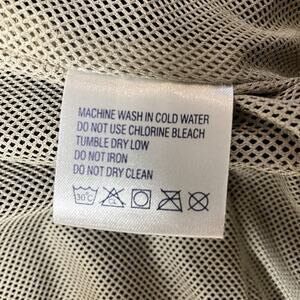 MACHINE WASH IN COLD WATER
DO NOT USE CHLORINE BLEACH
TUMBLE DRY LOW
DO NOT IRON
DO NOT DRY CLEAN
30°C